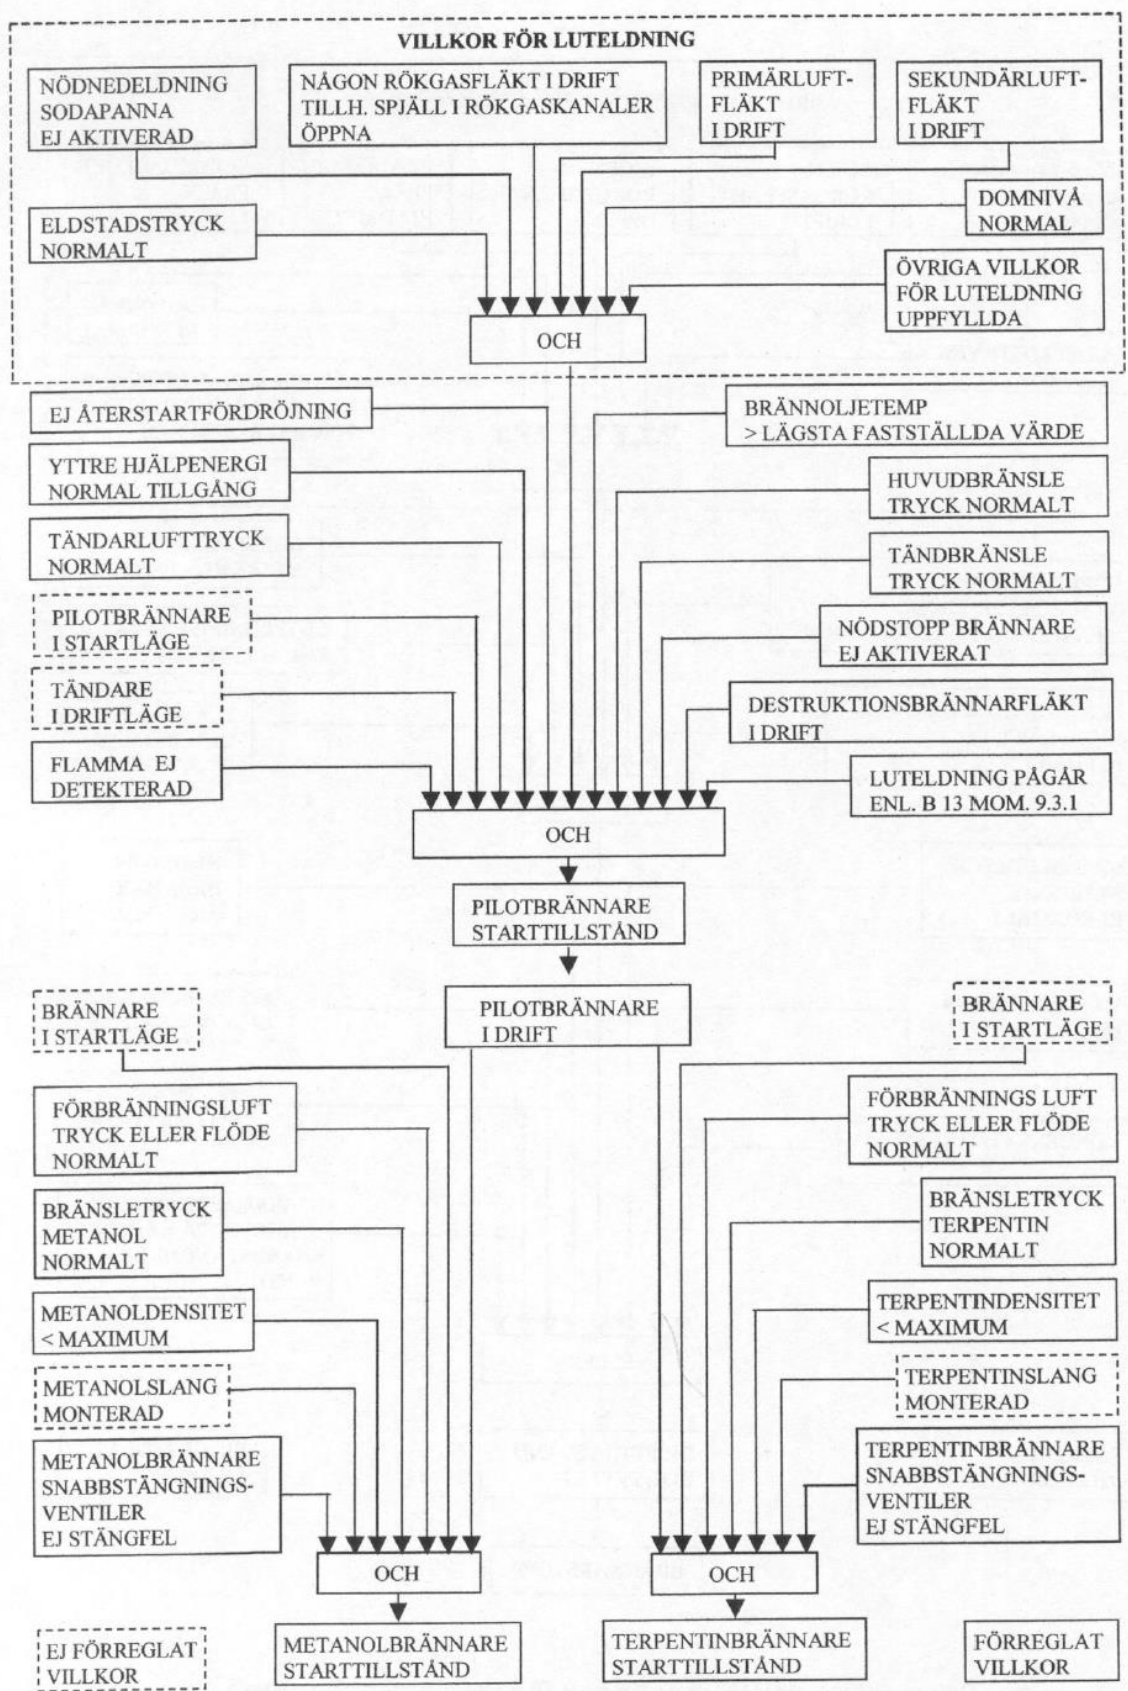 VILLKOR FÖR LUTELDNING
NÖDNEDELDNING
SODAPANNA
EJ AKTIVERAD
NÅGON RÖKGASFLÄKT I DRIFT
TILLH. SPJÄLL I RÖKGASKANALER
ÖPPNA
PRIMÄRLUFT-
FLÄKT
I DRIFT
SEKUNDÄRLUFT-
FLÄKT
I DRIFT
ELDSTADSTRYCK
NORMALT
DOMNIVÅ
NORMAL
ÖVRIGA VILLKOR
FÖR LUTELDNING
UPPFYLLDA
OCH
EJ ÅTERSTARTFÖRDRÖJNING
BRÄNNOLJETEMP
> LÄGSTA FASTSTÄLLDA VÄRDE
YTTRE HJÄLPENERGI
NORMAL TILLGÅNG
HUVUDBRÄNSLE
TRYCK NORMALT
TÄNDARLUFTTRYCK
NORMALT
TÄNDBRÄNSLE
TRYCK NORMALT
PILOTBRÄNNARE
I STARTLÄGE
NÖDSTOPP BRÄNNARE
EJ AKTIVERAT
TÄNDARE
I DRIFTLÄGE
DESTRUKTIONSBRÄNNARFLÄKT
I DRIFT
FLAMMA EJ
DETEKTERAD
LUTELDNING PÅGÅR
ENL. B 13 MOM. 9.3.1
OCH
PILOTBRÄNNARE
STARTTILLSTÅND
PILOTBRÄNNARE
I DRIFT
BRÄNNARE
I STARTLÄGE
BRÄNNARE
I STARTLÄGE
FÖRBRÄNNINGSLUFT
TRYCK ELLER FLÖDE
NORMALT
FÖRBRÄNNINGS LUFT
TRYCK ELLER FLÖDE
NORMALT
BRÄNSLETRYCK
METANOL
NORMALT
BRÄNSLETRYCK
TERPENTIN
NORMALT
METANOLDENSITET
< MAXIMUM
TERPENTINDENSITET
< MAXIMUM
METANOLSLANG
MONTERAD
TERPENTINSLANG
MONTERAD
METANOLBRÄNNARE
SNABBSTÄNGNINGS-
VENTILER
EJ STÄNGFEL
TERPENTINBRÄNNARE
SNABBSTÄNGNINGS-
VENTILER
EJ STÄNGFEL
OCH
OCH
EJ FÖRREGLAT
VILLKOR
METANOLBRÄNNARE
STARTTILLSTÅND
TERPENTINBRÄNNARE
STARTTILLSTÅND
FÖRREGLAT
VILLKOR